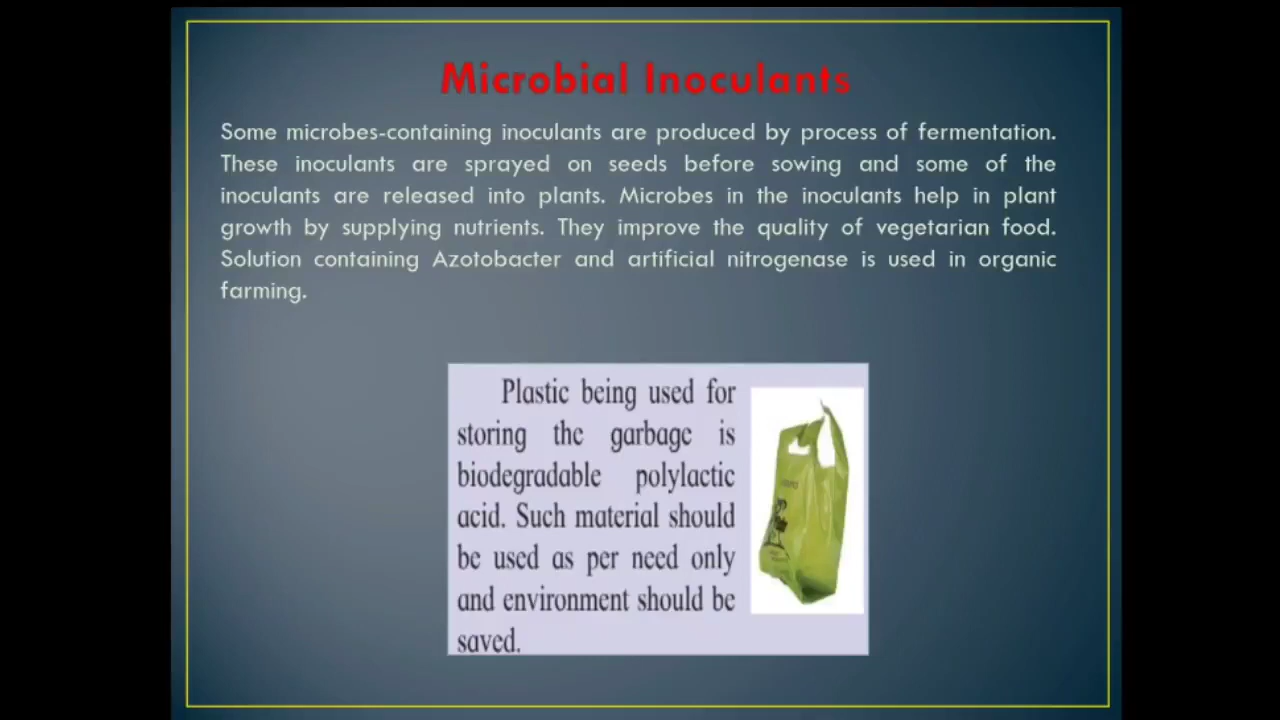 Microbial Inoculants
Some microbes-containing inoculants are produced by process of fermentation.
These inoculants are sprayed on seeds before sowing and some of the
inoculants are released into plants. Microbes in the inoculants help in plant
growth by supplying nutrients. They improve the quality of vegetarian food.
Solution containing Azotobacter and artificial nitrogenase is used in organic
farming.
Plastic being used for
storing the garbage is
biodegradable polylactic
acid. Such material should
be used as per need only
and environment should be
saved.